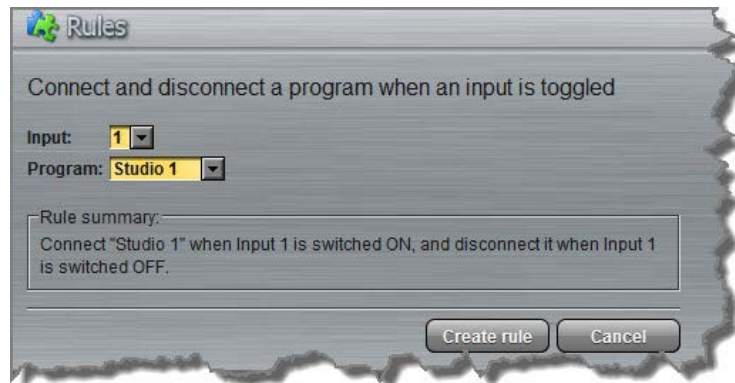 Rules
Connect and disconnect a program when an input is toggled
Input: 1
Program: Studio 1
Rule summary:
Connect "Studio 1" when Input 1 is switched ON, and disconnect it when Input 1
is switched OFF.
Create rule Cancel